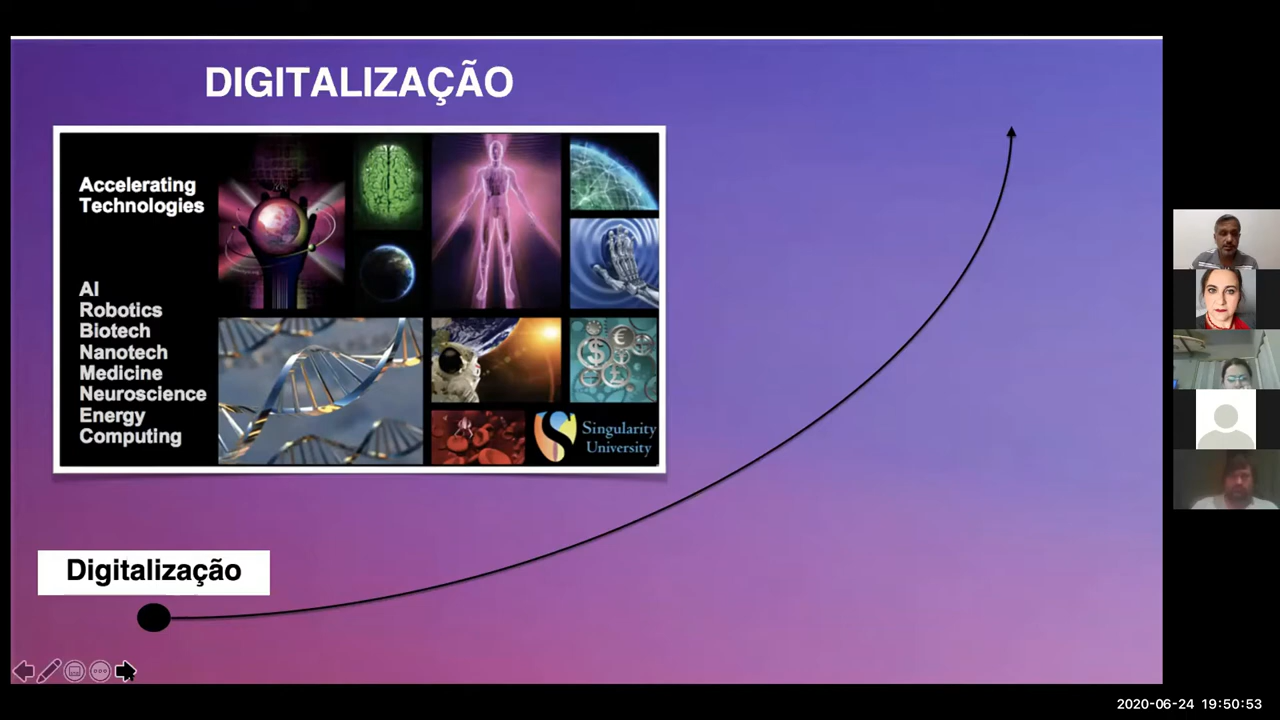 DIGITALIZAÇÃO
Accelerating
Technologies
AI
Robotics
Biotech
Nanotech
Medicine
Neuroscience
Energy
Computing
Singularity
University
Digitalização
2020-06-24 19:50:53